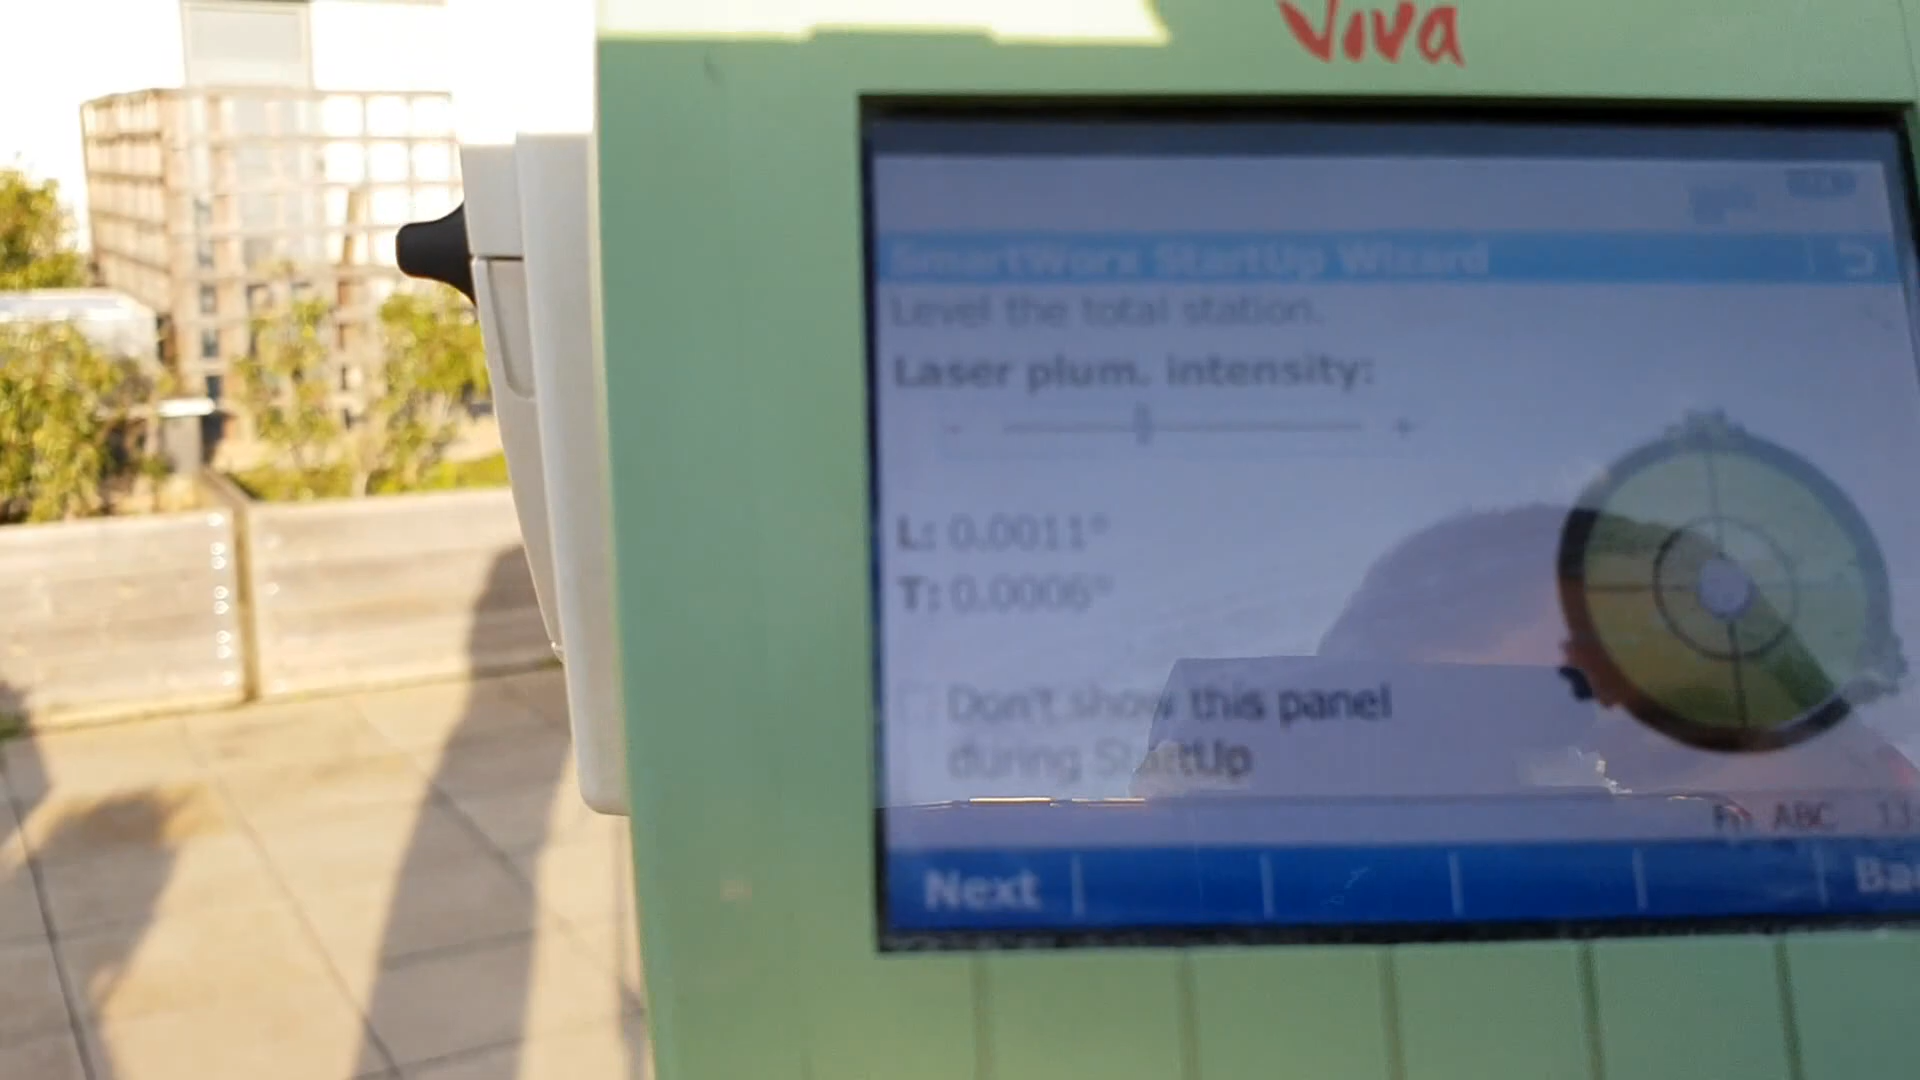 Viva
SmartWorx StartUp Wizard
Level the total station.
Laser plum. intensity:
- +
L: 0.0011°
T: 0.0006°
Don't show this panel
during StartUp
Fn ABC
Next